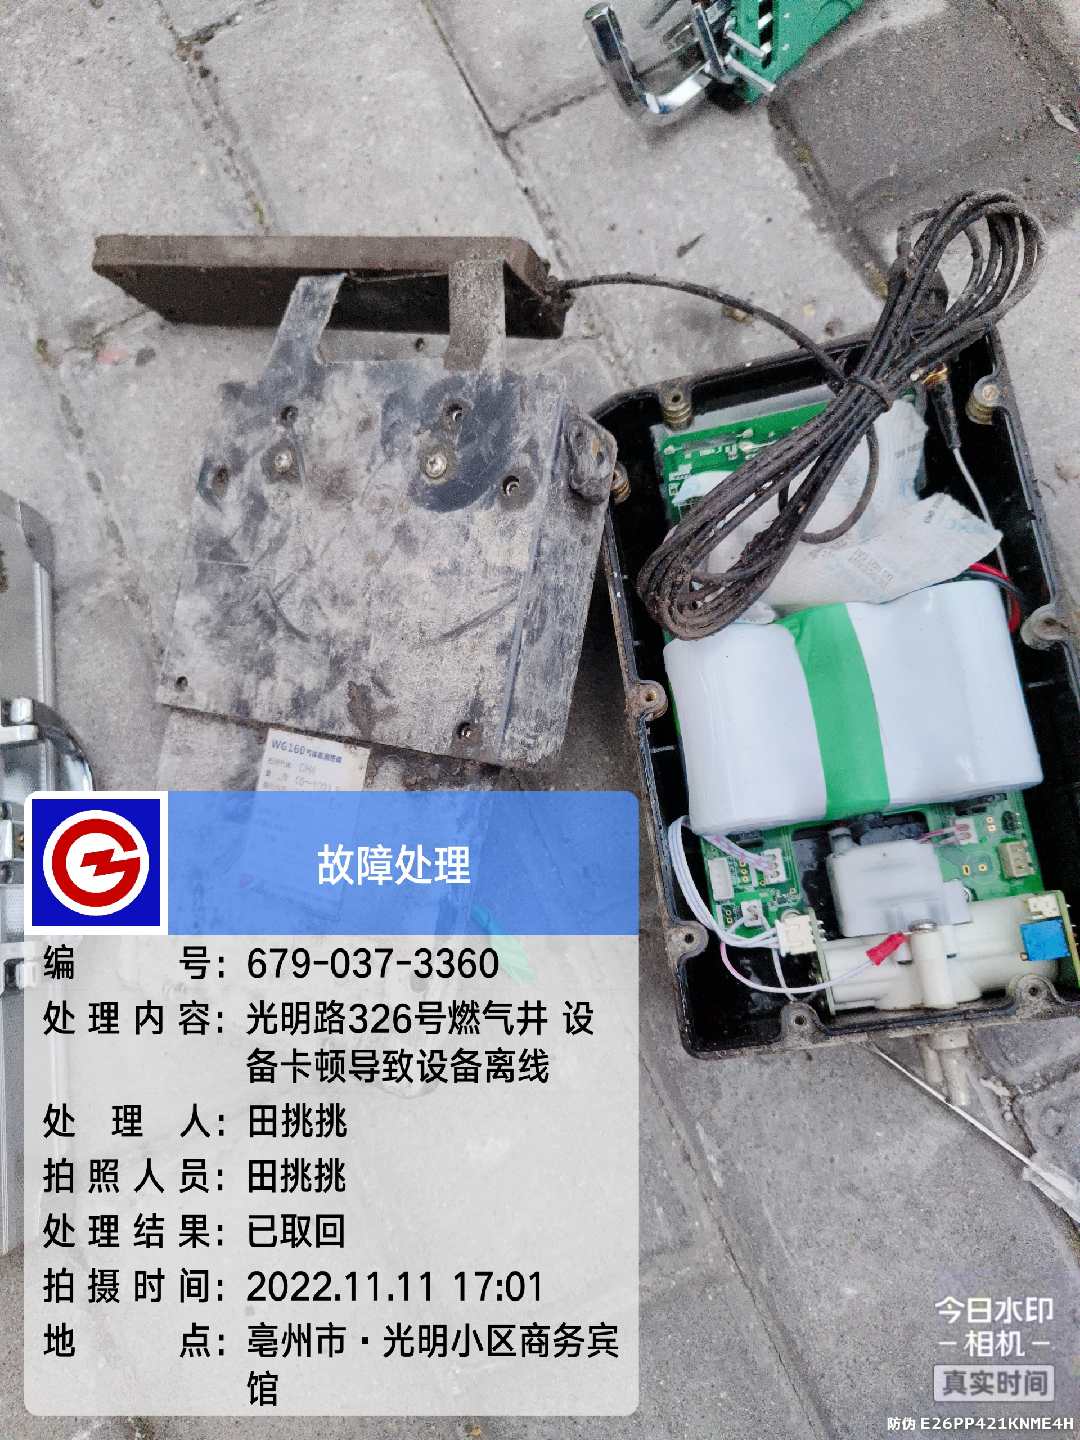 WG160
故障处理
编号：679-037-3360
处理内容：光明路326号燃气井 设
备卡顿导致设备离线
处理人：田挑挑
拍照人员：田挑挑
处理结果：已取回
拍摄时间：2022.11.11 17:01
地点：亳州市·光明小区商务宾
馆
今日水印
相机
真实时间
防伪 E26PP421KNME4H